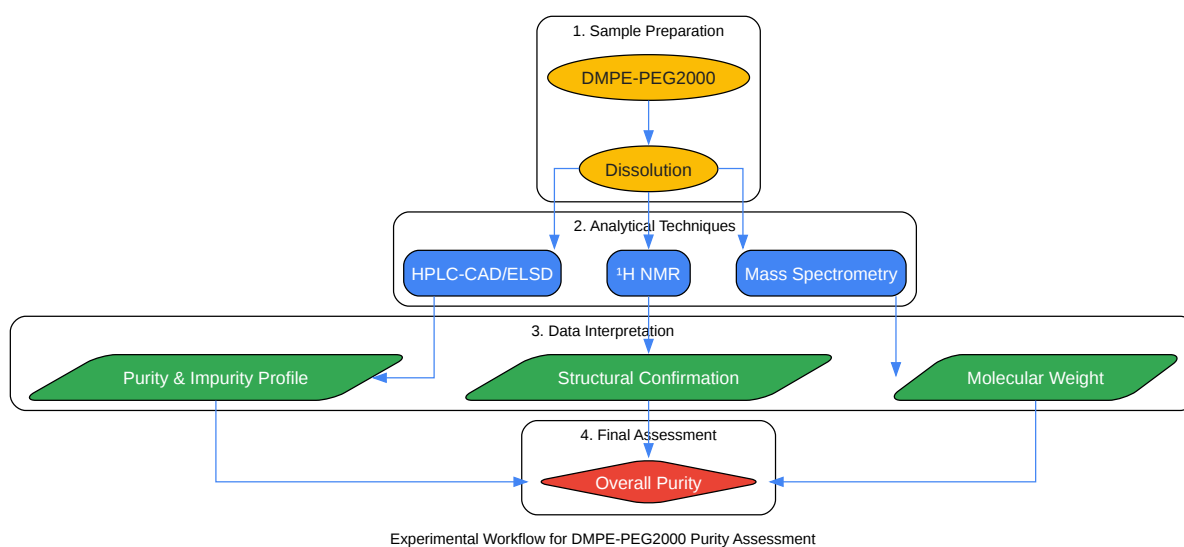 1. Sample Preparation
DMPE-PEG2000
Dissolution
2. Analytical Techniques
HPLC-CAD/ELSD
¹H NMR
Mass Spectrometry
3. Data Interpretation
Purity & Impurity Profile
Structural Confirmation
Molecular Weight
4. Final Assessment
Overall Purity
Experimental Workflow for DMPE-PEG2000 Purity Assessment